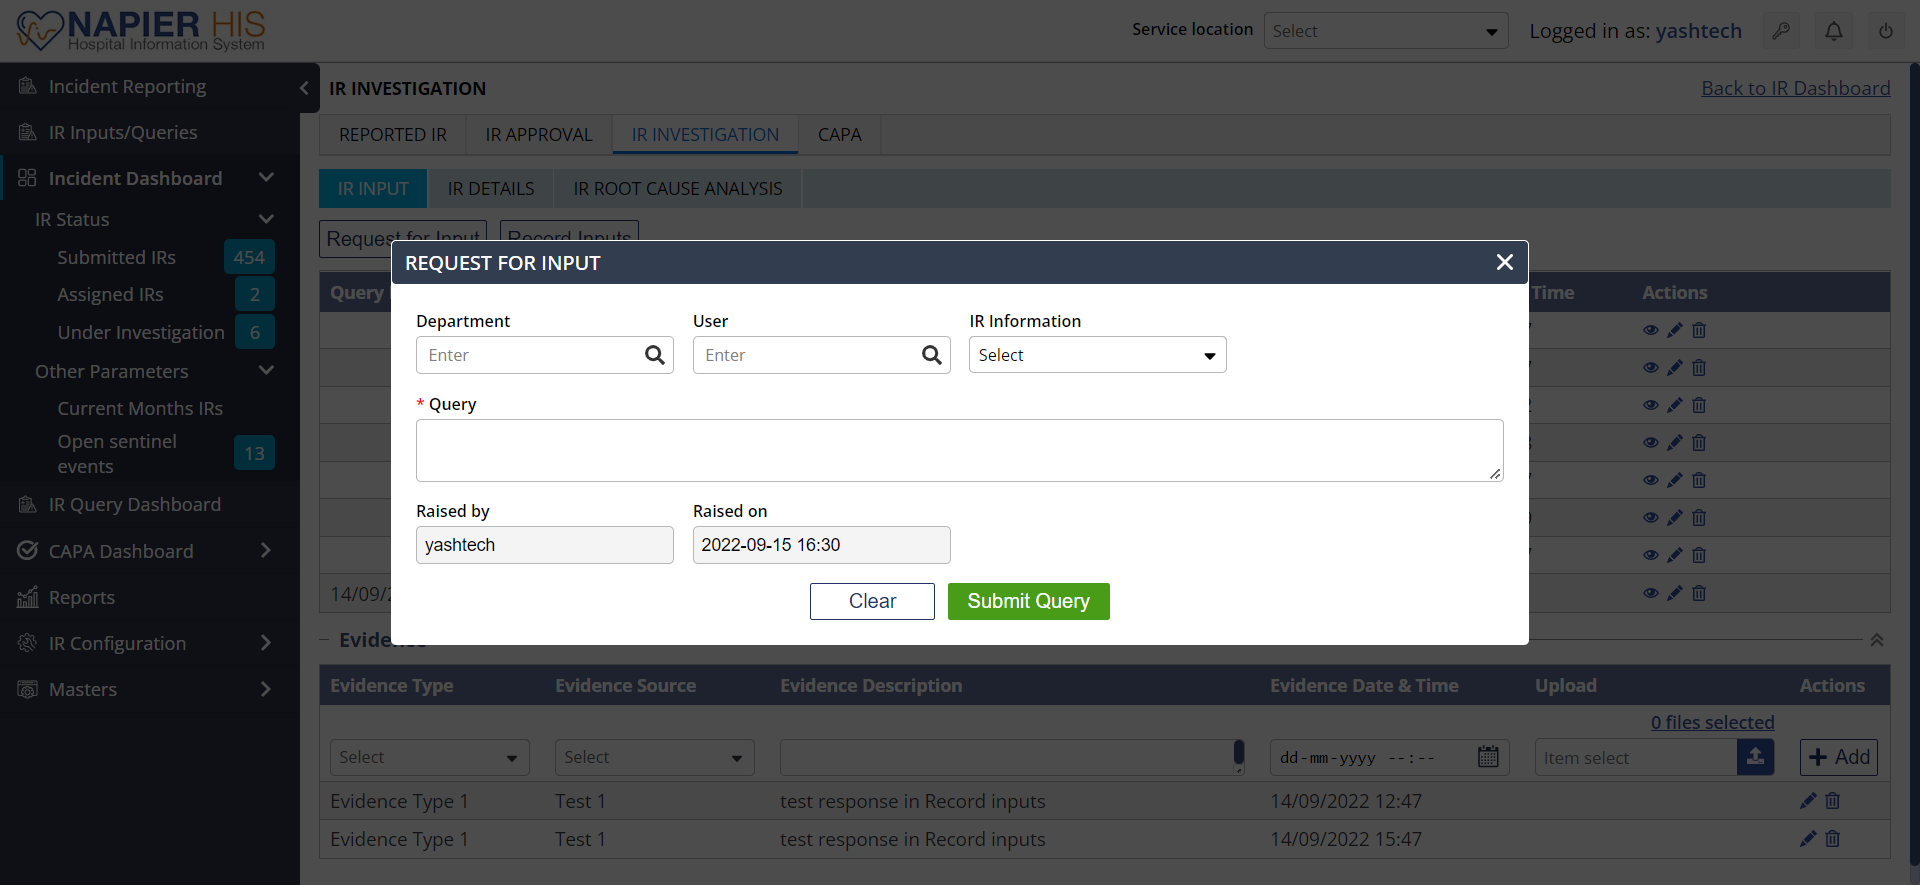 NAPIER HIS
Hospital Information System
Service location
Select
Logged in as: yashtech
Incident Reporting
IR Inputs/Queries
Incident Dashboard
IR Status
Submitted IRs 454
Assigned IRs 2
Under Investigation 6
Other Parameters
Current Months IRs
Open sentinel
events
13
IR Query Dashboard
CAPA Dashboard
Reports
IR Configuration
Masters
IR INVESTIGATION
Back to IR Dashboard
REPORTED IR IR APPROVAL IR INVESTIGATION CAPA
IR INPUT IR DETAILS IR ROOT CAUSE ANALYSIS
Request for Input Record Inputs
Query Time Actions
14/09/
REQUEST FOR INPUT
Department User IR Information
Enter Enter Select
* Query
Raised by Raised on
yashtech 2022-09-15 16:30
Clear Submit Query
Evidence
Evidence Type Evidence Source Evidence Description Evidence Date & Time Upload Actions
0 files selected
Select Select dd-mm-yyyy --:-- Item select Add
Evidence Type 1 Test 1 test response in Record inputs 14/09/2022 12:47
Evidence Type 1 Test 1 test response in Record inputs 14/09/2022 15:47